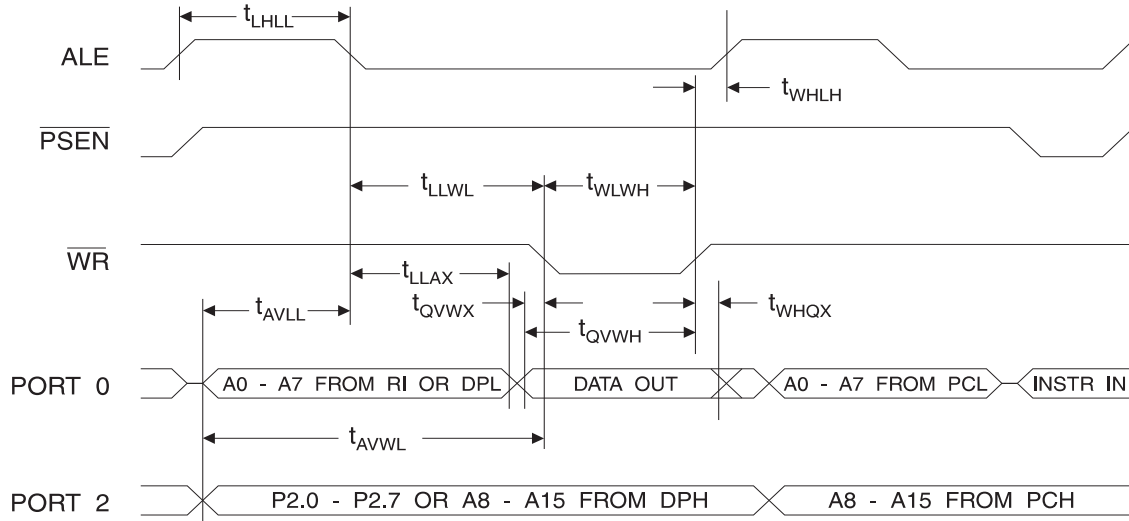 tLHLL
ALE
tWHLH
PSEN
tLLWL
tWLWH
WR
tLLAX
tAVLL
tQVWX
tWHQX
tQVWH
PORT 0
A0 - A7 FROM RI OR DPL
DATA OUT
A0 - A7 FROM PCL
INSTR IN
tAVWL
PORT 2
P2.0 - P2.7 OR A8 - A15 FROM DPH
A8 - A15 FROM PCH